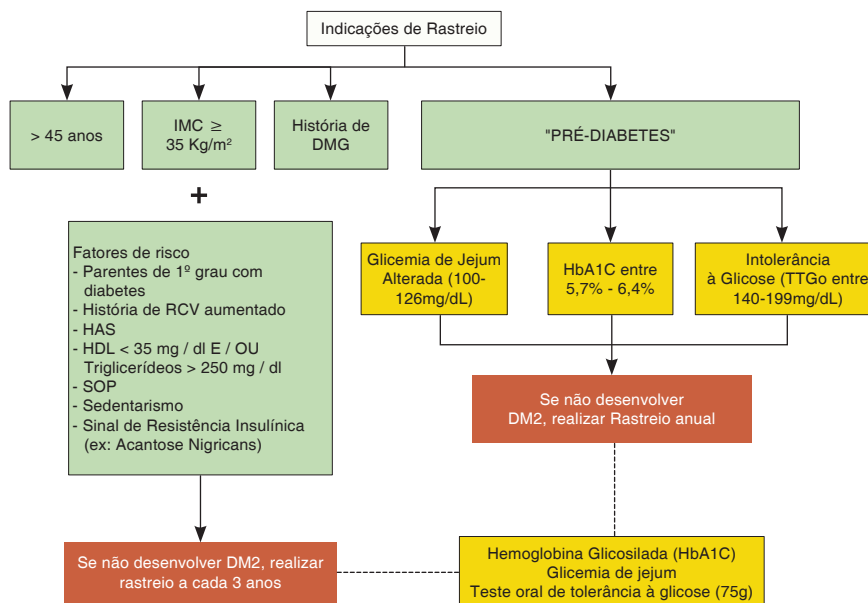 Indicações de Rastreio
> 45 anos
IMC ≥
35 Kg/m²
História de
DMG
"PRÉ-DIABETES"
+
Fatores de risco
- Parentes de 1º grau com
diabetes
- História de RCV aumentado
- HAS
- HDL < 35 mg / dl E / OU
Triglicerídeos > 250 mg / dl
- SOP
- Sedentarismo
- Sinal de Resistência Insulínica
(ex: Acantose Nigricans)
Glicemia de Jejum
Alterada (100-
126mg/dL)
HbA1C entre
5,7% - 6,4%
Intolerância
à Glicose (TTGo entre
140-199mg/dL)
Se não desenvolver
DM2, realizar Rastreio anual
Se não desenvolver DM2, realizar
rastreio a cada 3 anos
Hemoglobina Glicosilada (HbA1C)
Glicemia de jejum
Teste oral de tolerância à glicose (75g)